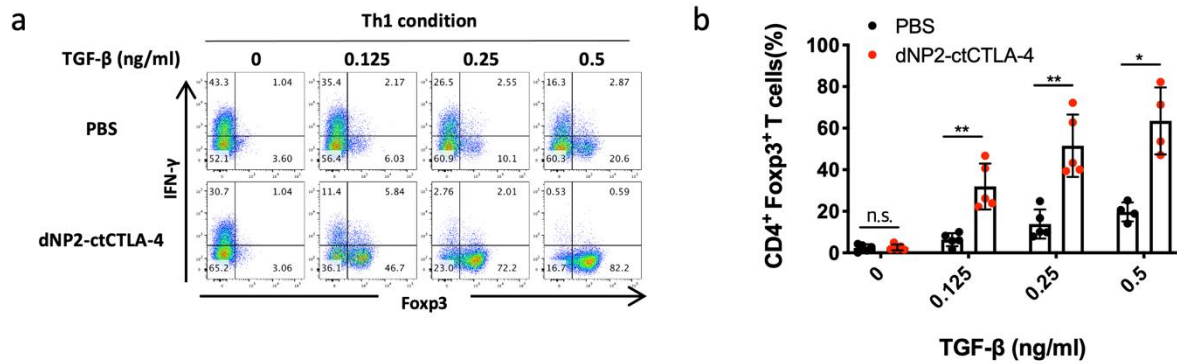 a
Th1 condition
TGF-β (ng/ml) 0 0.125 0.25 0.5
PBS
43.3 1.04 35.4 2.17 26.5 2.55 16.3 2.87
52.1 3.60 56.4 6.03 60.9 10.1 60.3 20.6
dNP2-ctCTLA-4
30.7 1.04 11.4 5.84 2.76 2.01 0.53 0.59
65.2 3.06 36.1 46.7 23.0 72.2 16.7 82.2
IFN-γ
Foxp3
b
PBS
dNP2-ctCTLA-4
CD4⁺ Foxp3⁺ T cells(%)
100
80
60
40
20
0
n.s. ** ** *
0 0.125 0.25 0.5
TGF-β (ng/ml)